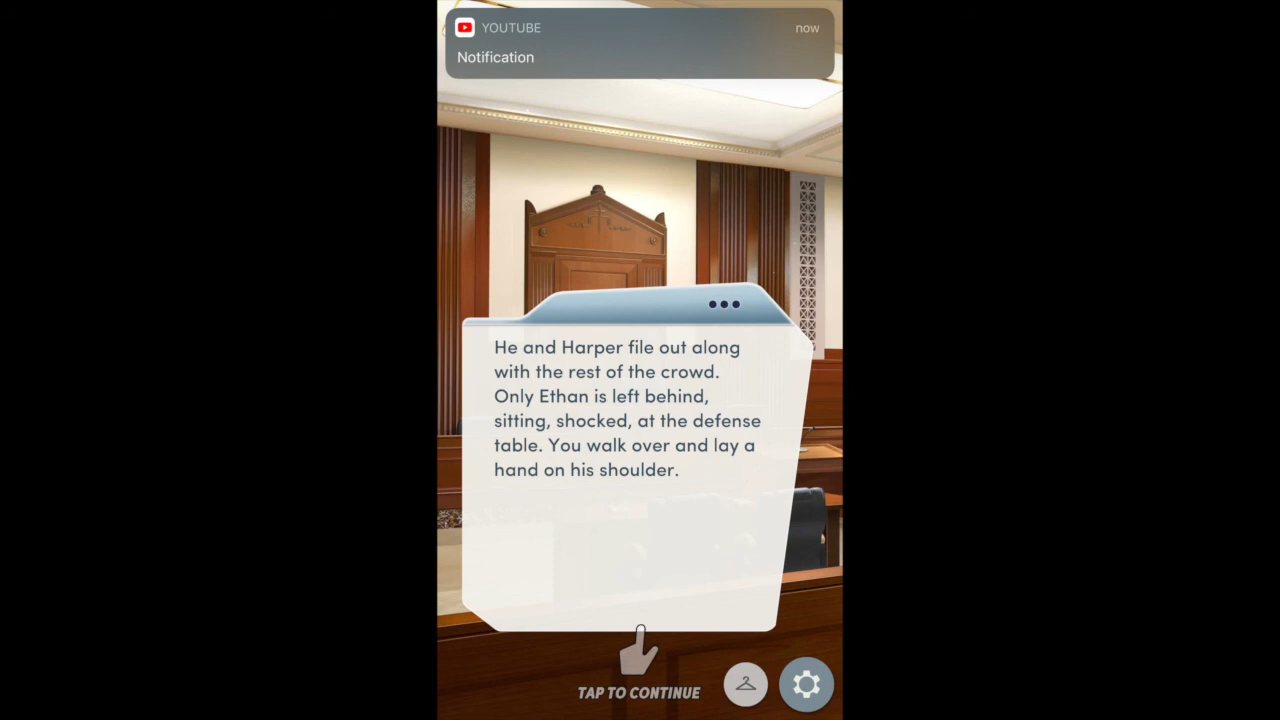 YOUTUBE
now
Notification
He and Harper file out along
with the rest of the crowd.
Only Ethan is left behind,
sitting, shocked, at the defense
table. You walk over and lay a
hand on his shoulder.
TAP TO CONTINUE